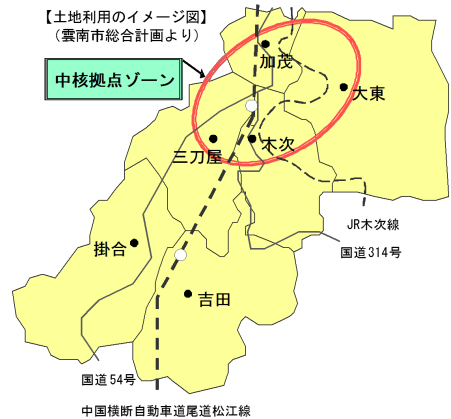 【土地利用のイメージ図】
（雲南市総合計画より）
中核拠点ゾーン
加茂
大東
三刀屋
木次
JR木次線
掛合
国道314号
吉田
国道54号
中国横断自動車道尾道松江線